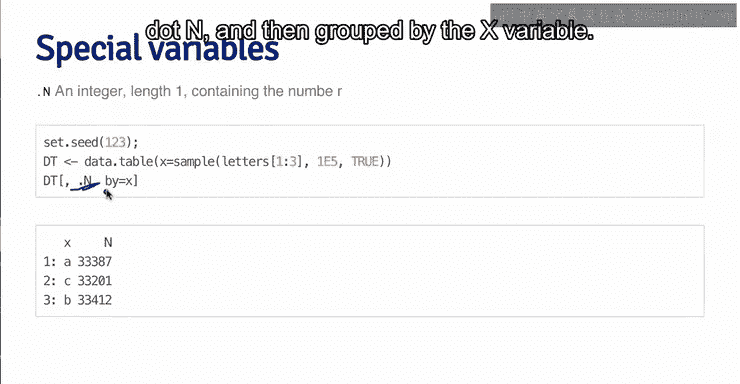 dot N, and then grouped by the X variable.
Special variables
.N An integer, length 1, containing the numbe r
set.seed(123);
DT <- data.table(x=sample(letters[1:3], 1E5, TRUE))
DT[, .N by=x]
x N
1: a 33387
2: c 33201
3: b 33412